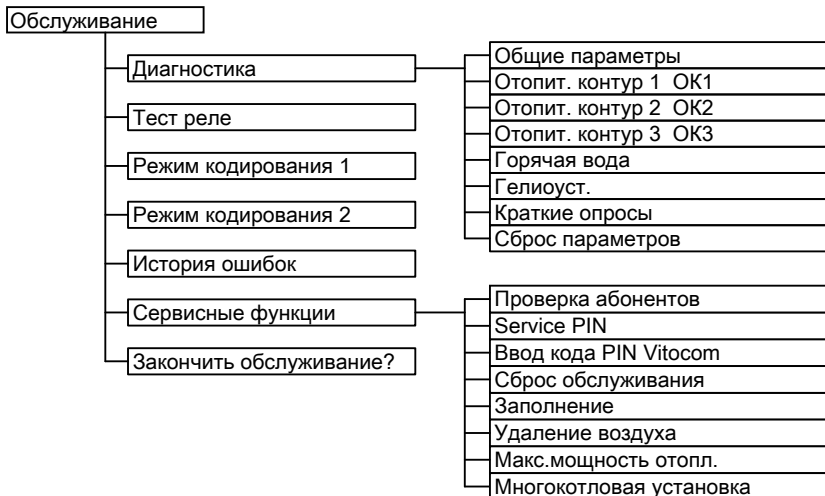 Обслуживание
Диагностика
Общие параметры
Отопит. контур 1 ОК1
Отопит. контур 2 ОК2
Отопит. контур 3 ОК3
Горячая вода
Гелиоуст.
Краткие опросы
Сброс параметров
Тест реле
Режим кодирования 1
Режим кодирования 2
История ошибок
Сервисные функции
Проверка абонентов
Service PIN
Ввод кода PIN Vitocom
Сброс обслуживания
Заполнение
Удаление воздуха
Макс.мощность отопл.
Многокотловая установка
Закончить обслуживание?